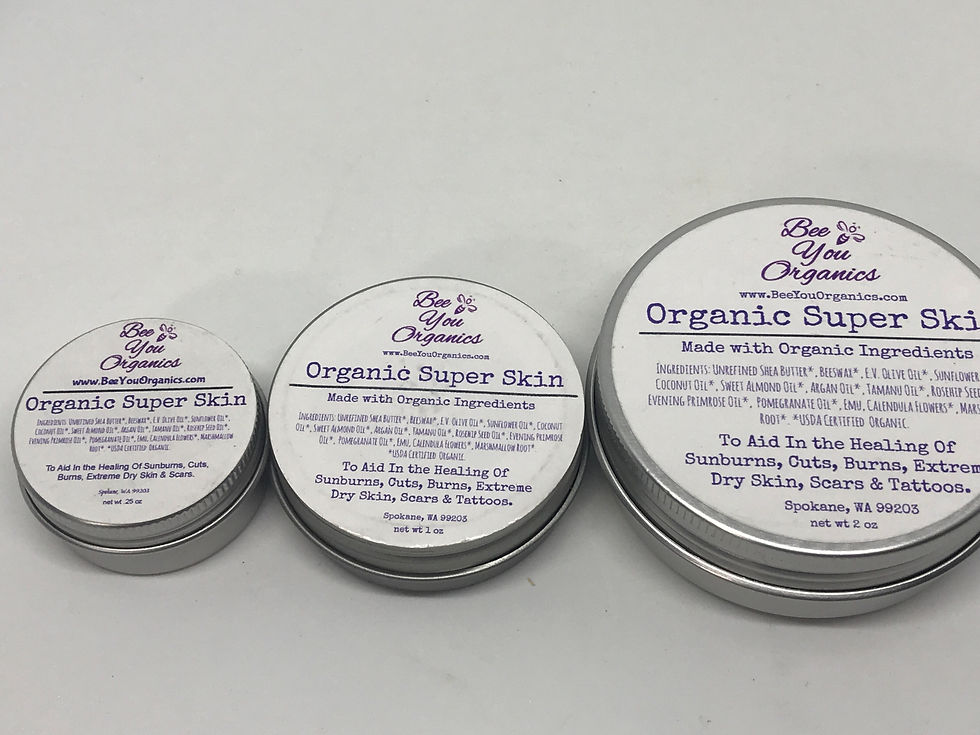 Bee
You
Organics
www.BeeYouOrganics.com
Organic Super Skin
Ingredients: Unrefined Shea Butter*, Beeswax*, E.V Olive Oil*, Sunflower Oil*,
Coconut Oil*, Sweet Almond Oil*, Argan Oil*, Tamanu Oil*, Rosehip Seed Oil*,
Evening Primrose Oil*, Pomegranate Oil*, Emu, Calendula Flowers*, Marshmallow
Root* *USDA Certified Organic
To Aid In the Healing Of Sunburns, Cuts,
Burns, Extreme Dry Skin & Scars.
Spokane, WA 99203
net wt .25 oz
Bee
You
Organics
www.BeeYouOrganics.com
Organic Super Skin
Made with Organic Ingredients
Ingredients: Unrefined Shea Butter*, Beeswax*, E.V Olive Oil*, Sunflower Oil*, Coconut
Oil*, Sweet Almond Oil*, Argan Oil*, Tamanu Oil*, Rosehip Seed Oil*, Evening Primrose
Oil*, Pomegranate Oil*, Emu, Calendula Flowers*, Marshmallow Root*
*USDA Certified Organic
To Aid In the Healing Of
Sunburns, Cuts, Burns, Extreme
Dry Skin, Scars & Tattoos.
Spokane, WA 99203
net wt 1 oz
Bee
You
Organics
www.BeeYouOrganics.com
Organic Super Ski
Made with Organic Ingredients
Ingredients: Unrefined Shea Butter*, Beeswax*, E.V. Olive Oil*, Sunflower
Coconut Oil*, Sweet Almond Oil*, Argan Oil*, Tamanu Oil*, Rosehip Seed
Evening Primrose Oil*, Pomegranate Oil*, Emu, Calendula Flowers*, Mar
Root* *USDA Certified Organic
To Aid In the Healing Of
Sunburns, Cuts, Burns, Extrem
Dry Skin, Scars & Tattoos.
Spokane, WA 99203
net wt 2 oz